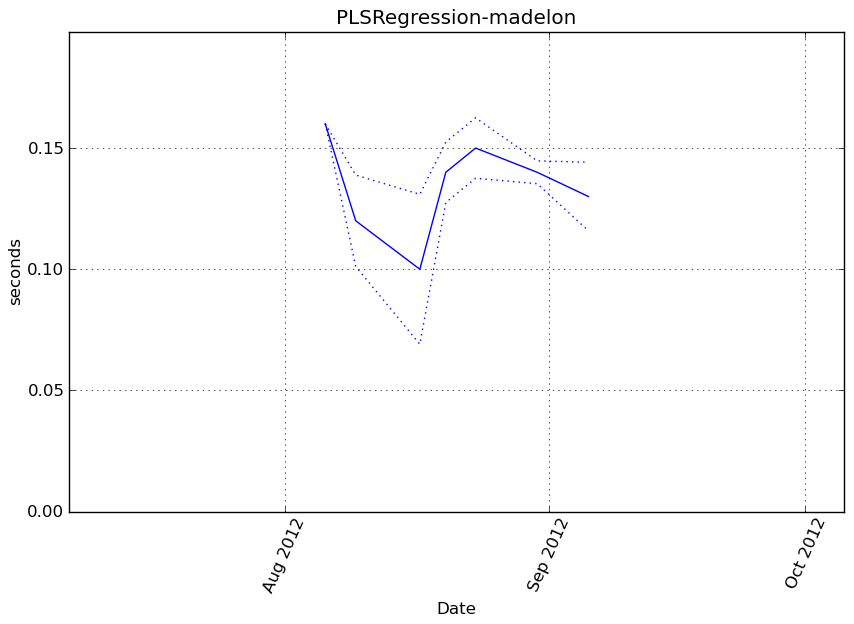 PLSRegression-madelon
0.15
0.10
0.05
0.00
seconds
Aug 2012
Sep 2012
Oct 2012
Date